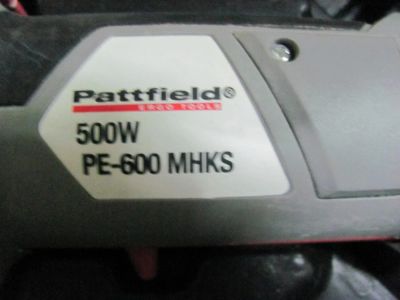 Pattfield®
ERGO TOOLS
500W
PE-600 MHKS